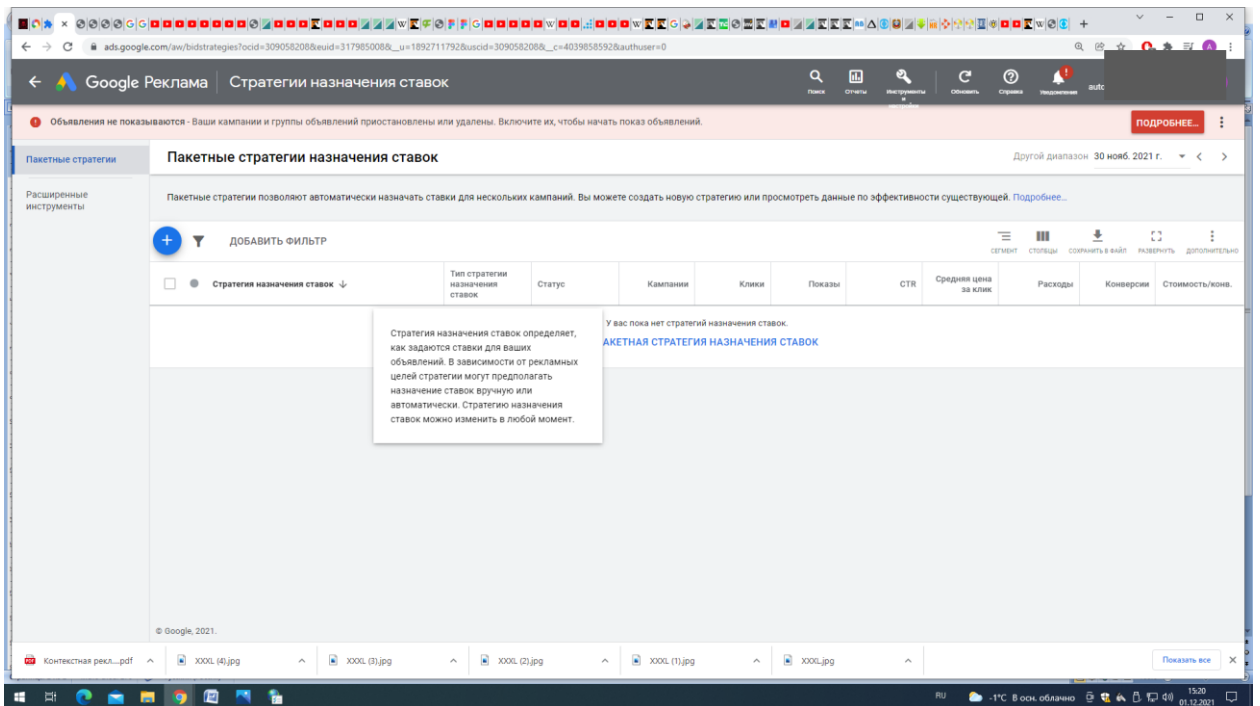 ads.google.com/aw/bidstrategies?ocid=309058208&euid=317985008&__u=1892711792&uscid=309058208&__c=4039858592&authuser=0
Google Реклама | Стратегии назначения ставок
Поиск
Отчеты
Инструменты и
Обновить
Справка
Уведомления
auto
Объявления не показываются - Ваши кампании и группы объявлений приостановлены или удалены. Включите их, чтобы начать показ объявлений.
ПОДРОБНЕЕ...
Пакетные стратегии
Расширенные
инструменты
Пакетные стратегии назначения ставок
Другой диапазон 30 нояб. 2021 г.
Пакетные стратегии позволяют автоматически назначать ставки для нескольких кампаний. Вы можете создать новую стратегию или просмотреть данные по эффективности существующей. Подробнее...
ДОБАВИТЬ ФИЛЬТР
СЕГМЕНТ
СТОЛБЦЫ
СОХРАНИТЬ В ФАЙЛ
РАЗВЕРНУТЬ
ДОПОЛНИТЕЛЬНО
Стратегия назначения ставок
Тип стратегии
назначения
ставок
Статус
Кампании
Клики
Показы
CTR
Средняя цена
за клик
Расходы
Конверсии
Стоимость/конв.
У вас пока нет стратегий назначения ставок.
АКЕТНАЯ СТРАТЕГИЯ НАЗНАЧЕНИЯ СТАВОК
Стратегия назначения ставок определяет,
как задаются ставки для ваших
объявлений. В зависимости от рекламных
целей стратегии могут предполагать
назначение ставок вручную или
автоматически. Стратегию назначения
ставок можно изменить в любой момент.
© Google, 2021.
Контекстная рекл....pdf
XXXL (4).jpg
XXXL (3).jpg
XXXL (2).jpg
XXXL (1).jpg
XXXL.jpg
Показать все
RU
-1°C В осн. облачно
15:20
01.12.2021